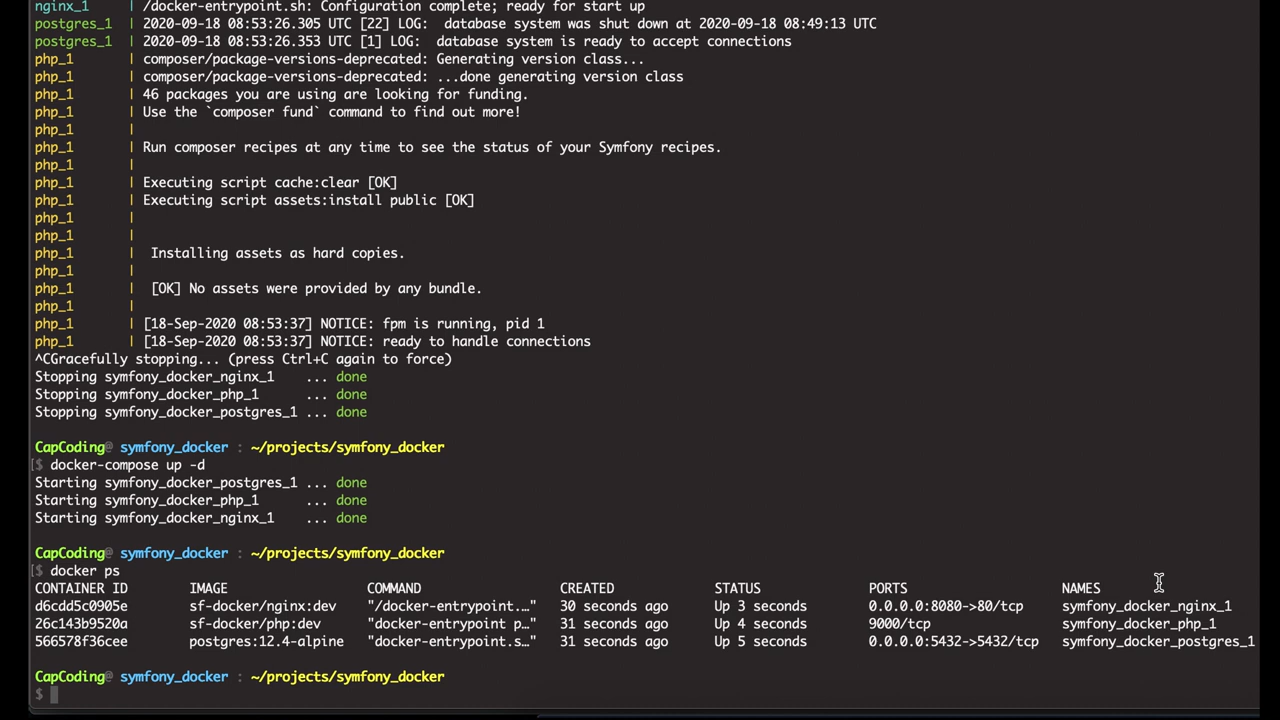 nginx_1      | /docker-entrypoint.sh: Configuration complete; ready for start up
postgres_1   | 2020-09-18 08:53:26.305 UTC [22] LOG:  database system was shut down at 2020-09-18 08:49:13 UTC
postgres_1   | 2020-09-18 08:53:26.353 UTC [1] LOG:  database system is ready to accept connections
php_1        | composer/package-versions-deprecated: Generating version class...
php_1        | composer/package-versions-deprecated: ...done generating version class
php_1        | 46 packages you are using are looking for funding.
php_1        | Use the `composer fund` command to find out more!
php_1        |
php_1        | Run composer recipes at any time to see the status of your Symfony recipes.
php_1        |
php_1        | Executing script cache:clear [OK]
php_1        | Executing script assets:install public [OK]
php_1        |
php_1        |
php_1        |  Installing assets as hard copies.
php_1        |
php_1        |  [OK] No assets were provided by any bundle.
php_1        |
php_1        | [18-Sep-2020 08:53:37] NOTICE: fpm is running, pid 1
php_1        | [18-Sep-2020 08:53:37] NOTICE: ready to handle connections
^CGracefully stopping... (press Ctrl+C again to force)
Stopping symfony_docker_nginx_1    ... done
Stopping symfony_docker_php_1      ... done
Stopping symfony_docker_postgres_1 ... done
CapCoding@ symfony_docker : ~/projects/symfony_docker
[$ docker-compose up -d
Starting symfony_docker_postgres_1 ... done
Starting symfony_docker_php_1      ... done
Starting symfony_docker_nginx_1    ... done
CapCoding@ symfony_docker : ~/projects/symfony_docker
[$ docker ps
CONTAINER ID        IMAGE                  COMMAND                  CREATED             STATUS              PORTS                    NAMES
d6cdd5c0905e        sf-docker/nginx:dev    "/docker-entrypoint.…"   30 seconds ago      Up 3 seconds        0.0.0.0:8080->80/tcp     symfony_docker_nginx_1
26c143b9520a        sf-docker/php:dev      "docker-entrypoint p…"   31 seconds ago      Up 4 seconds        9000/tcp                 symfony_docker_php_1
566578f36cee        postgres:12.4-alpine   "docker-entrypoint.s…"   31 seconds ago      Up 5 seconds        0.0.0.0:5432->5432/tcp   symfony_docker_postgres_1
CapCoding@ symfony_docker : ~/projects/symfony_docker
$